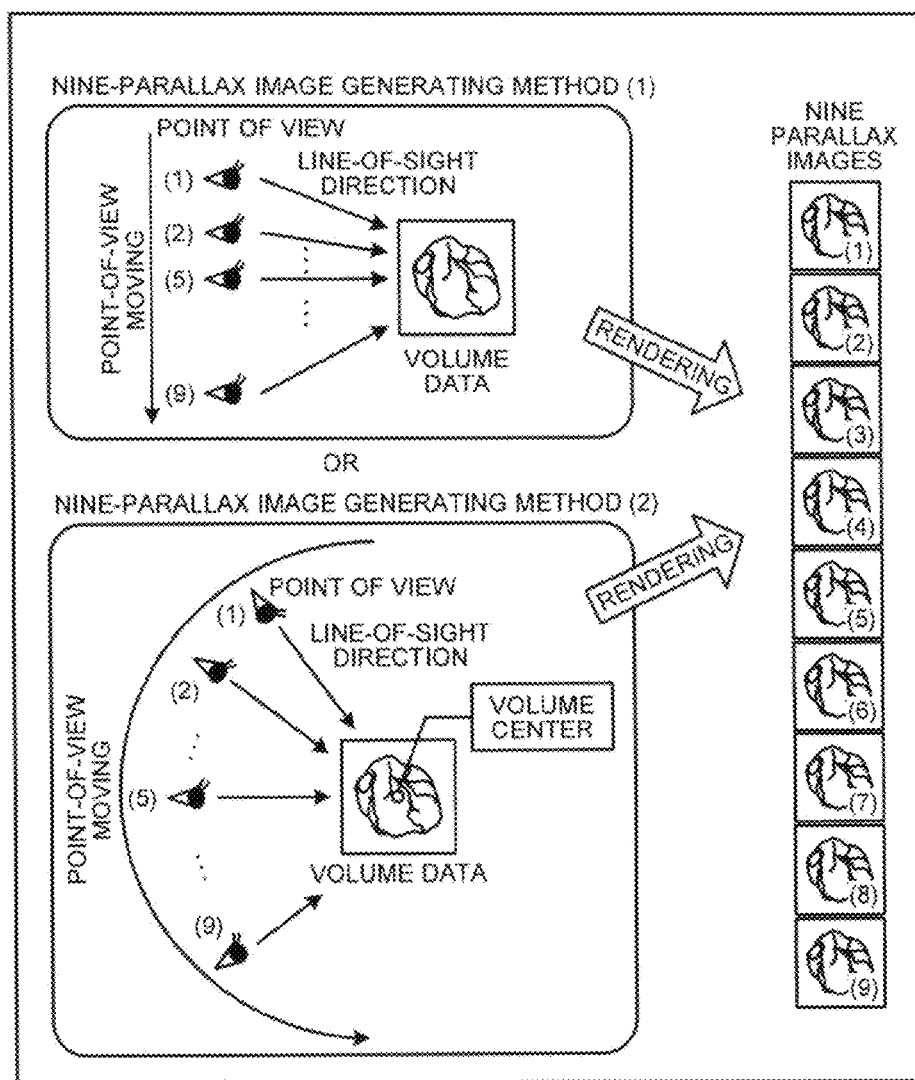 NINE-PARALLAX IMAGE GENERATING METHOD (1)
POINT OF VIEW
LINE-OF-SIGHT
DIRECTION
POINT-OF-VIEW
MOVING
(1)
(2)
(5)
(9)
VOLUME
DATA
RENDERING
OR
NINE-PARALLAX IMAGE GENERATING METHOD (2)
POINT OF VIEW
LINE-OF-SIGHT
DIRECTION
POINT-OF-VIEW
MOVING
(1)
(2)
(5)
(9)
VOLUME
CENTER
VOLUME DATA
RENDERING
NINE
PARALLAX
IMAGES
(1)
(2)
(3)
(4)
(5)
(6)
(7)
(8)
(9)